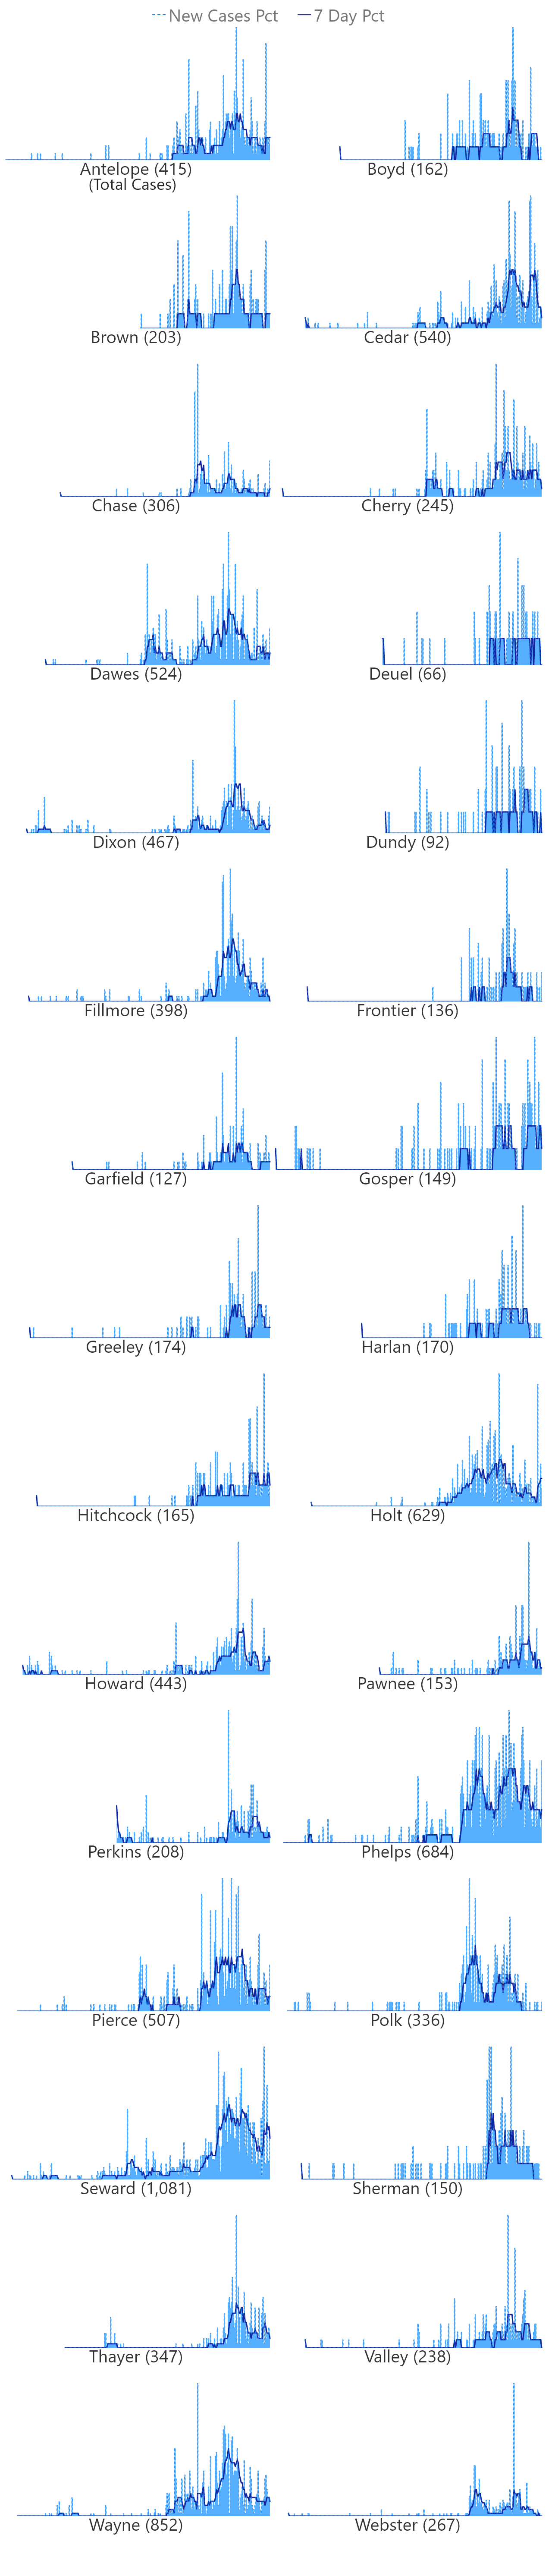 New Cases Pct 7 Day Pct
Antelope (415) Boyd (162)
(Total Cases)
Brown (203) Cedar (540)
Chase (306) Cherry (245)
Dawes (524) Deuel (66)
Dixon (467) Dundy (92)
Fillmore (398) Frontier (136)
Garfield (127) Gosper (149)
Greeley (174) Harlan (170)
Hitchcock (165) Holt (629)
Howard (443) Pawnee (153)
Perkins (208) Phelps (684)
Pierce (507) Polk (336)
Seward (1,081) Sherman (150)
Thayer (347) Valley (238)
Wayne (852) Webster (267)